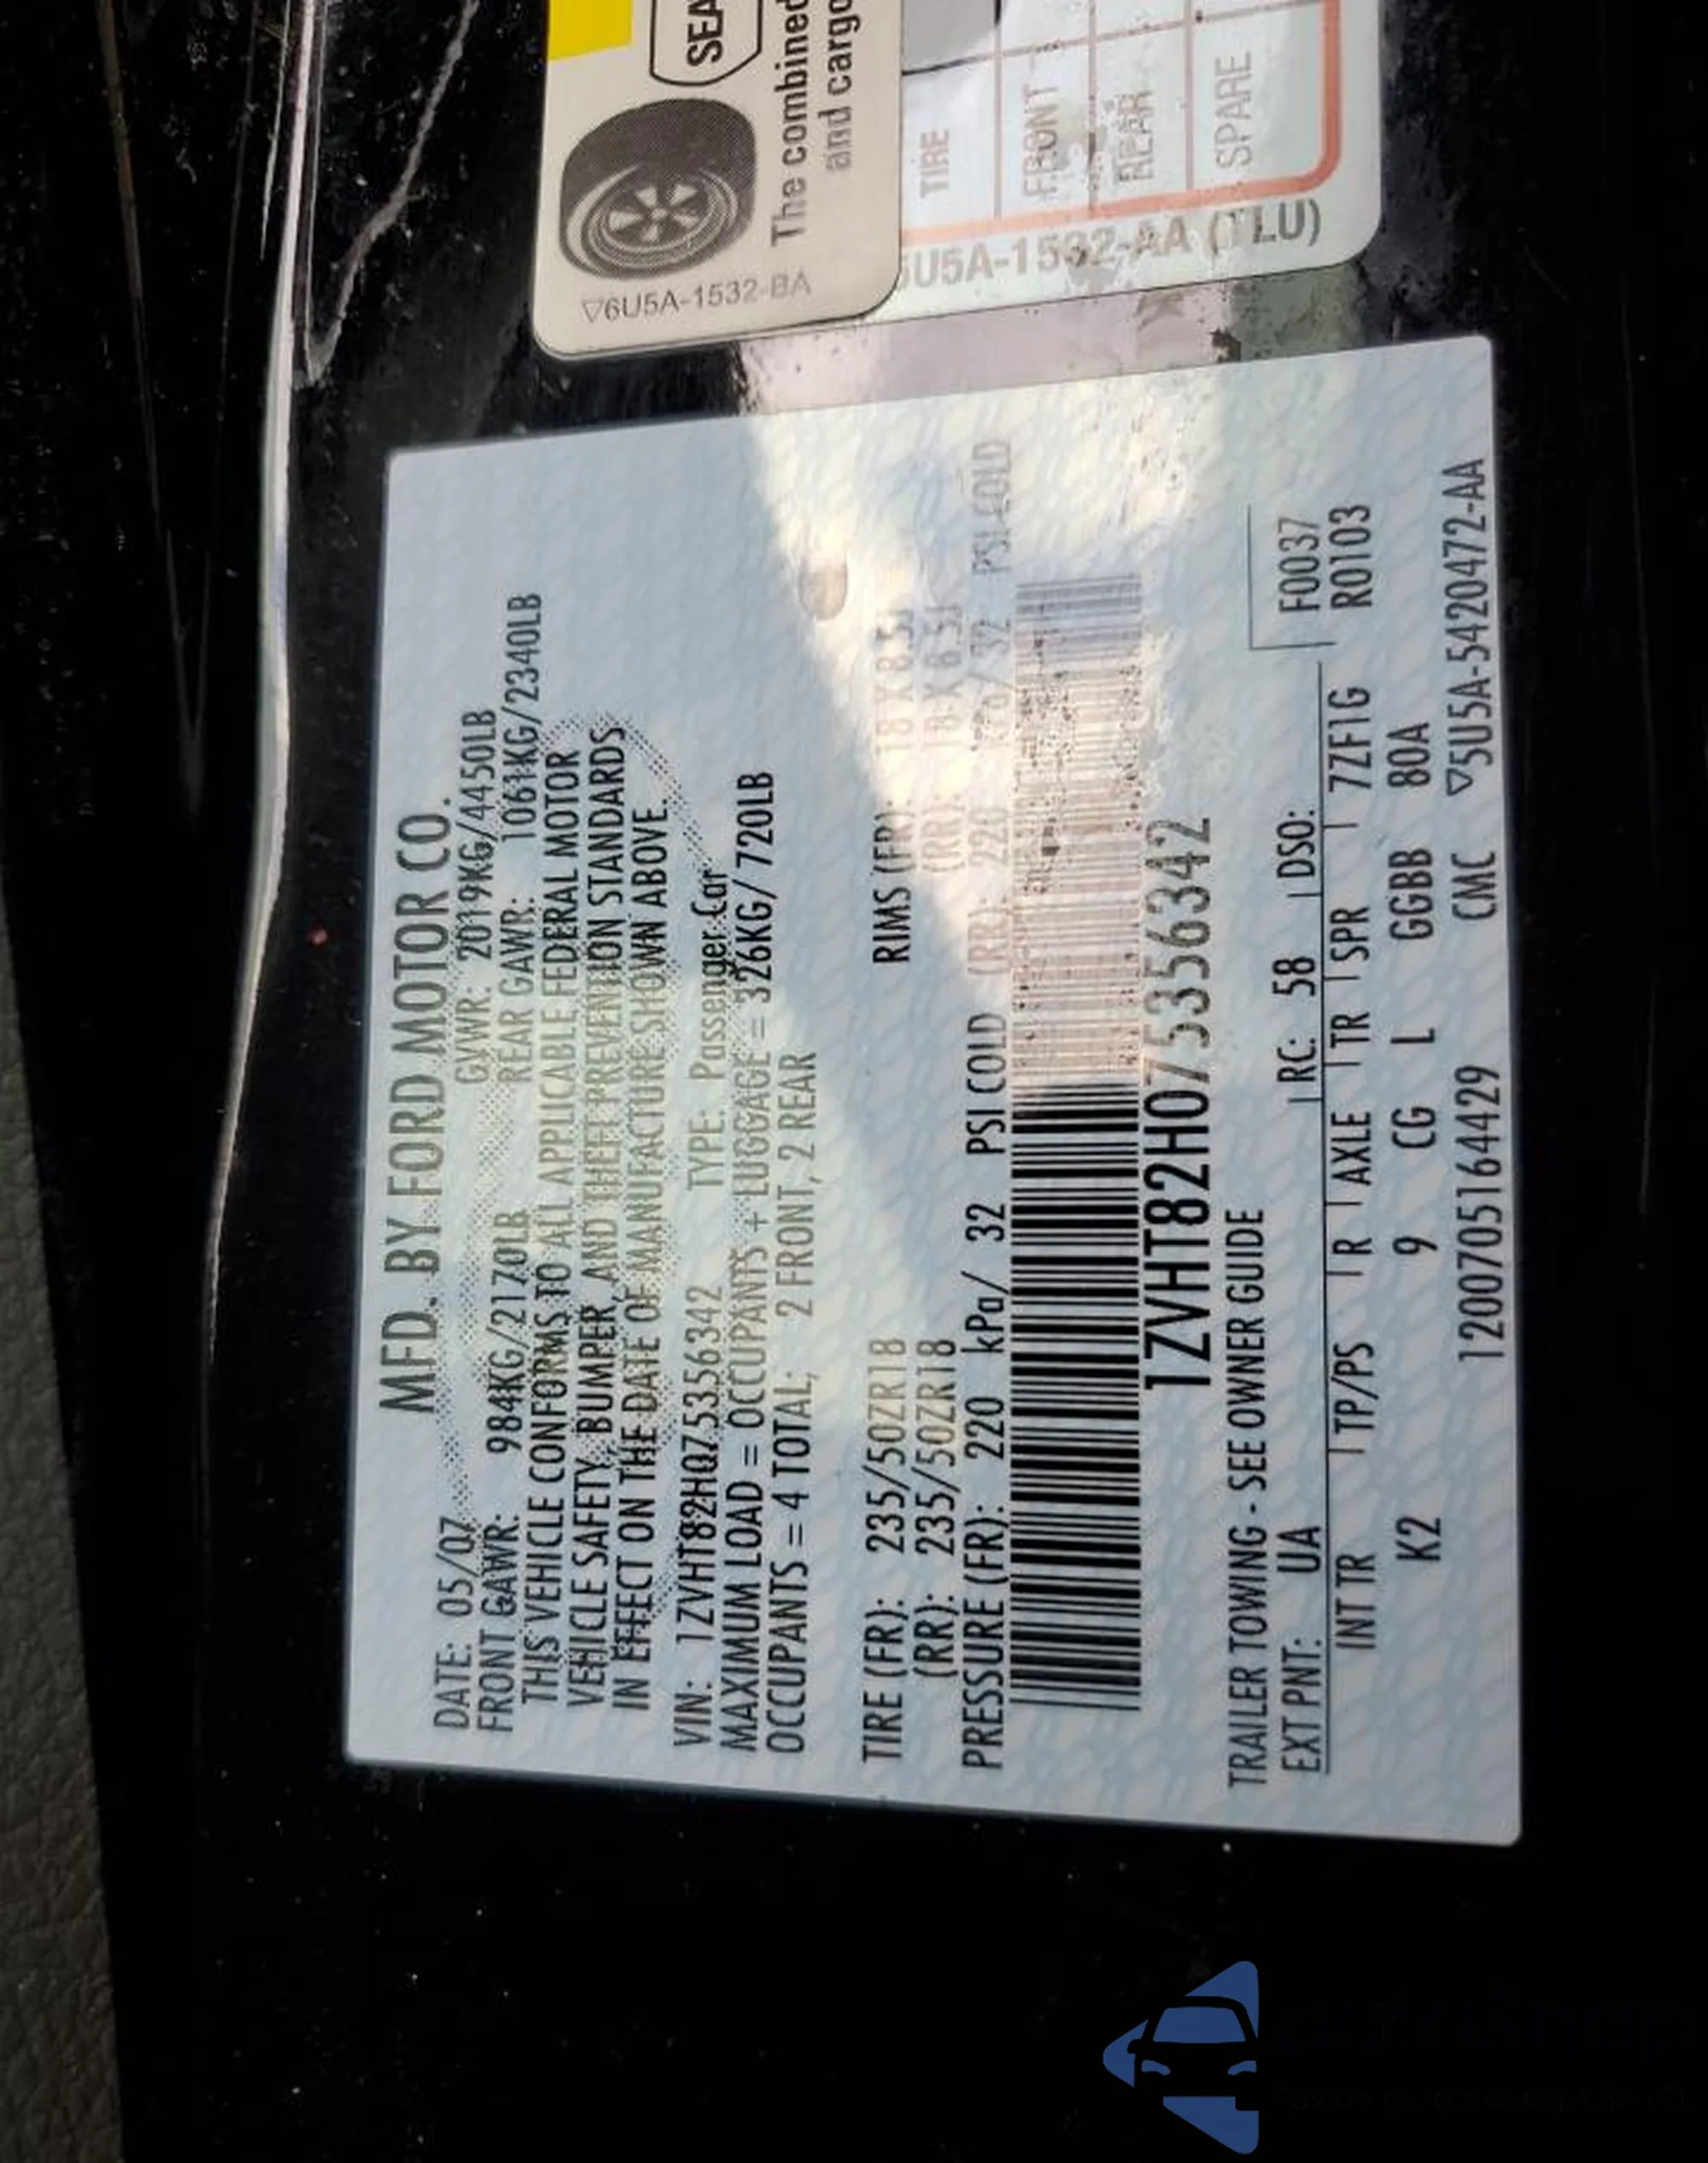 MFD. BY FORD MOTOR CO.
DATE: 05/07 GVWR: 2019KG/4450LB
FRONT GAWR: 984KG/2170LB REAR GAWR: 1061KG/2340LB
THIS VEHICLE CONFORMS TO ALL APPLICABLE FEDERAL MOTOR
VEHICLE SAFETY, BUMPER, AND THEFT PREVENTION STANDARDS
IN EFFECT ON THE DATE OF MANUFACTURE SHOWN ABOVE.
VIN: 1ZVHT82H075356342 TYPE: Passenger Car
MAXIMUM LOAD = OCCUPANTS + LUGGAGE = 326KG/720LB
OCCUPANTS = 4 TOTAL; 2 FRONT, 2 REAR
TIRE (FR): 235/50ZR18 RIMS (FR): 18 X 8.5J
(RR): 235/50ZR18 (RR): 18 X 8.5J
PRESSURE (FR): 220 kPa/ 32 PSI COLD (RR): 220 kPa/ 32 PSI COLD
1ZVHT82H075356342
TRAILER TOWING - SEE OWNER GUIDE
EXT PNT: UA RC: 58 DSO: F0037
INT TR TP/PS R AXLE TR SPR 7ZF1G R0103
K2 9 CG L GGBB 80A
12007051644429 CMC ▽5U5A-5420472-AA
SEA
The combined
and cargo
▽6U5A-1532-BA
TIRE
FRONT
REAR
SPARE
5U5A-1532-AA (TLU)